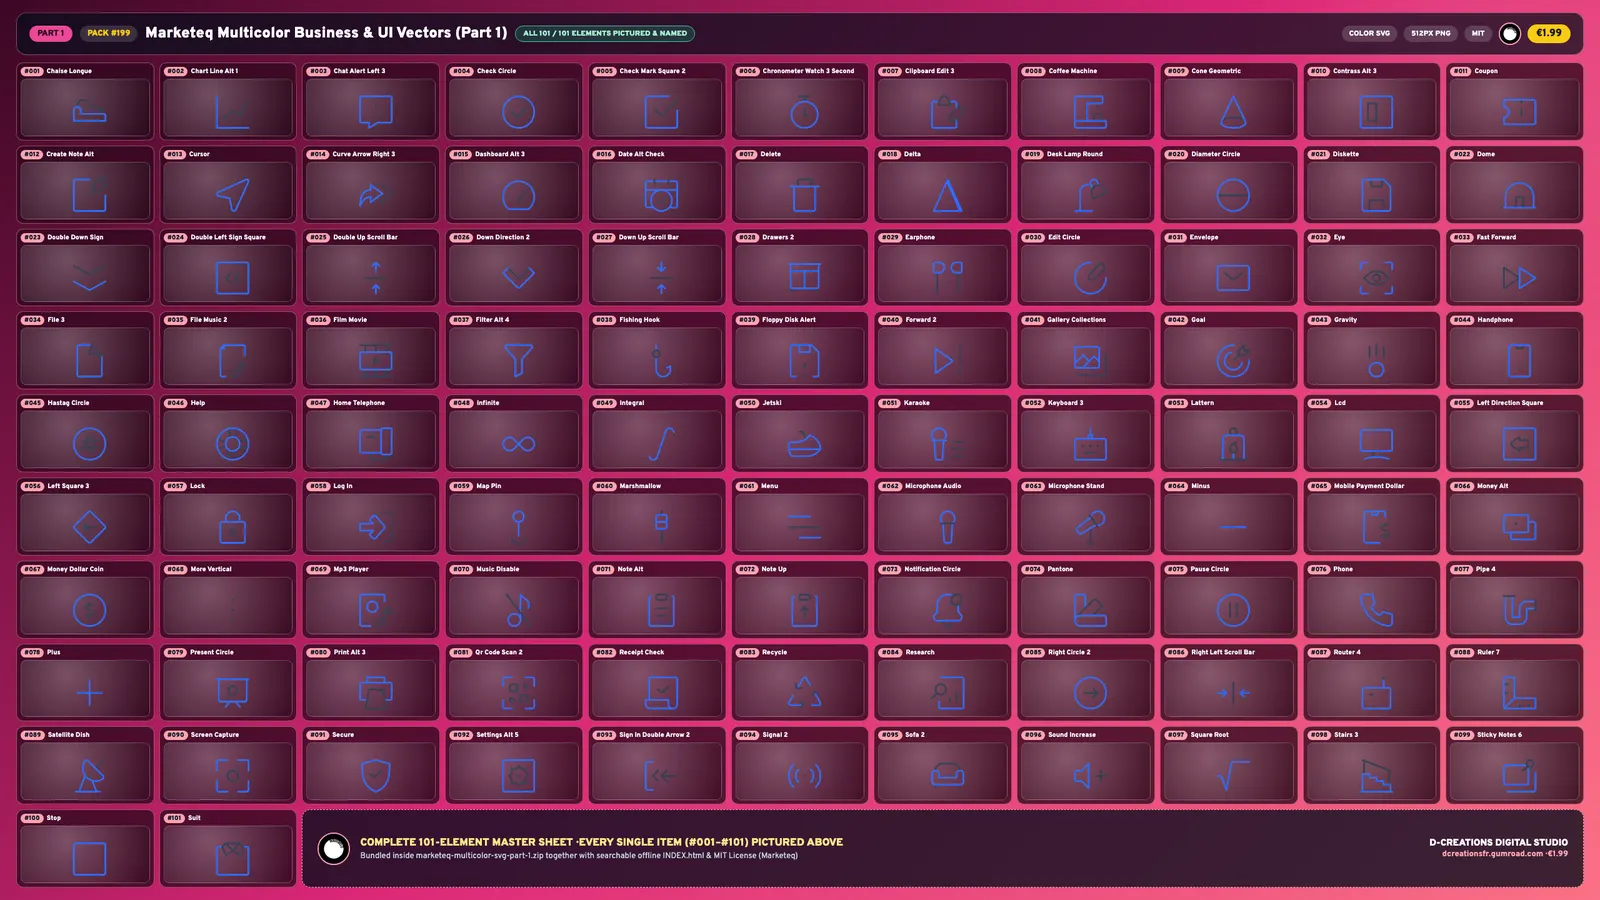 PART 1 PACK #199 Marketeq Multicolor Business & UI Vectors (Part 1) ALL 101 / 101 ELEMENTS PICTURED & NAMED COLOR SVG 512PX PNG MIT €1.99
#001 Chaise Longue #002 Chart Line Alt 1 #003 Chat Alert Left 3 #004 Check Circle #005 Check Mark Square 2 #006 Chronometer Watch 3 Second #007 Clipboard Edit 3 #008 Coffee Machine #009 Cone Geometric #010 Contrass Alt 3 #011 Coupon
#012 Create Note Alt #013 Cursor #014 Curve Arrow Right 3 #015 Dashboard Alt 3 #016 Date Alt Check #017 Delete #018 Delta #019 Desk Lamp Round #020 Diameter Circle #021 Diskette #022 Dome
#023 Double Down Sign #024 Double Left Sign Square #025 Double Up Scroll Bar #026 Down Direction 2 #027 Down Up Scroll Bar #028 Drawers 2 #029 Earphone #030 Edit Circle #031 Envelope #032 Eye #033 Fast Forward
#034 File 3 #035 File Music 2 #036 Film Movie #037 Filter Alt 4 #038 Fishing Hook #039 Floppy Disk Alert #040 Forward 2 #041 Gallery Collections #042 Goal #043 Gravity #044 Handphone
#045 Hastag Circle #046 Help #047 Home Telephone #048 Infinite #049 Integral #050 Jetski #051 Karaoke #052 Keyboard 3 #053 Lattern #054 Lcd #055 Left Direction Square
#056 Left Square 3 #057 Lock #058 Log In #059 Map Pin #060 Marshmallow #061 Menu #062 Microphone Audio #063 Microphone Stand #064 Minus #065 Mobile Payment Dollar #066 Money Alt
#067 Money Dollar Coin #068 More Vertical #069 Mp3 Player #070 Music Disable #071 Note Alt #072 Note Up #073 Notification Circle #074 Pantone #075 Pause Circle #076 Phone #077 Pipe 4
#078 Plus #079 Present Circle #080 Print Alt 3 #081 Qr Code Scan 2 #082 Receipt Check #083 Recycle #084 Research #085 Right Circle 2 #086 Right Left Scroll Bar #087 Router 4 #088 Ruler 7
#089 Satellite Dish #090 Screen Capture #091 Secure #092 Settings Alt 5 #093 Sign In Double Arrow 2 #094 Signal 2 #095 Sofa 2 #096 Sound Increase #097 Square Root #098 Stairs 3 #099 Sticky Notes 6
#100 Stop #101 Suit
COMPLETE 101-ELEMENT MASTER SHEET · EVERY SINGLE ITEM (#001–#101) PICTURED ABOVE
Bundled inside marketeq-multicolor-svg-part-1.zip together with searchable offline INDEX.html & MIT License (Marketeq)
D-CREATIONS DIGITAL STUDIO
dcreationsfr.gumroad.com · €1.99